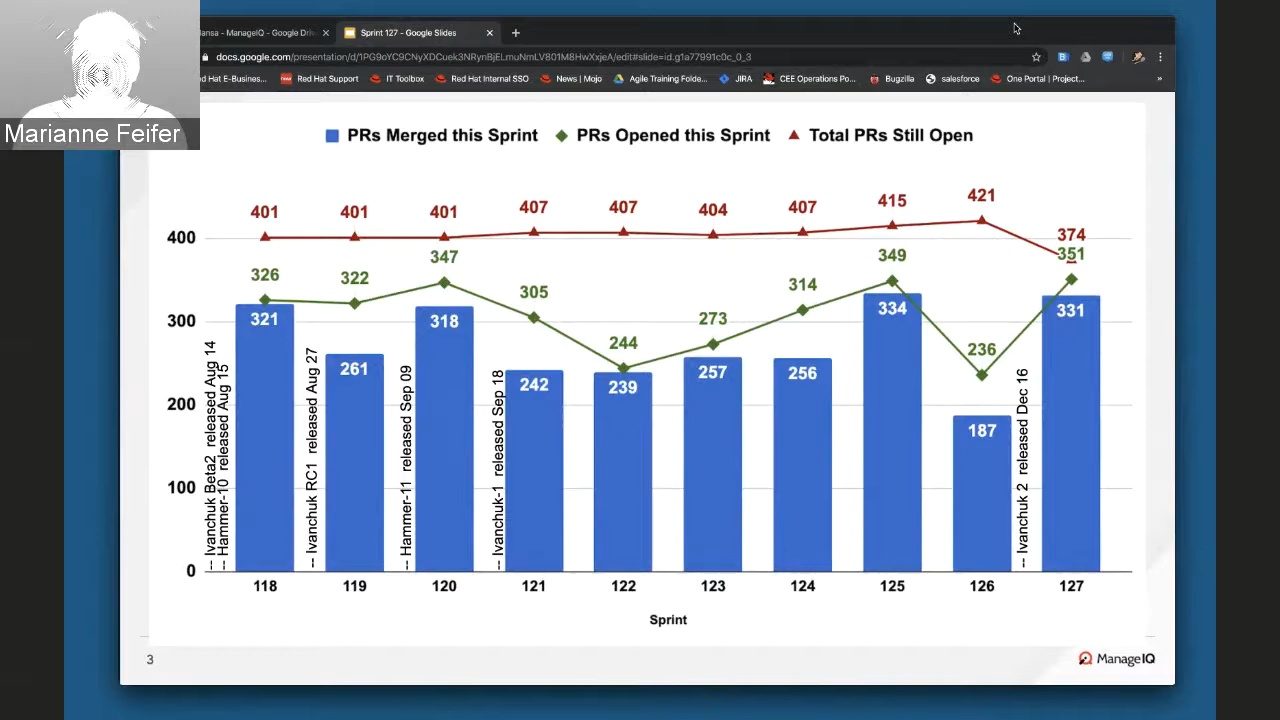 Marianne Feifer
ansa - ManageIQ - Google Driv
Sprint 127 - Google Slides
docs.google.com/presentation/d/1PG9oYC9CNyXDCuek3NRynBjELmuNmLV801M8HwXxjeA/edit#slide=id.g1a77991c0c_0_3
d Hat E-Busines...
Red Hat Support
IT Toolbox
Red Hat Internal SSO
News | Mojo
Agile Training Folde...
JIRA
CEE Operations Po...
Bugzilla
salesforce
One Portal | Project...
»
PRs Merged this Sprint
PRs Opened this Sprint
Total PRs Still Open
401 401 401 407 407 404 407 415 421 374
326 322 347 305 244 273 314 349 236 351
321 261 318 242 239 257 256 334 187 331
400
300
200
100
0
-- Ivanchuk Beta2 released Aug 14
-- Hammer-10 released Aug 15
-- Ivanchuk RC1 released Aug 27
-- Hammer-11 released Sep 09
-- Ivanchuk-1 released Sep 18
-- Ivanchuk 2 released Dec 16
118 119 120 121 122 123 124 125 126 127
Sprint
3
ManageIQ